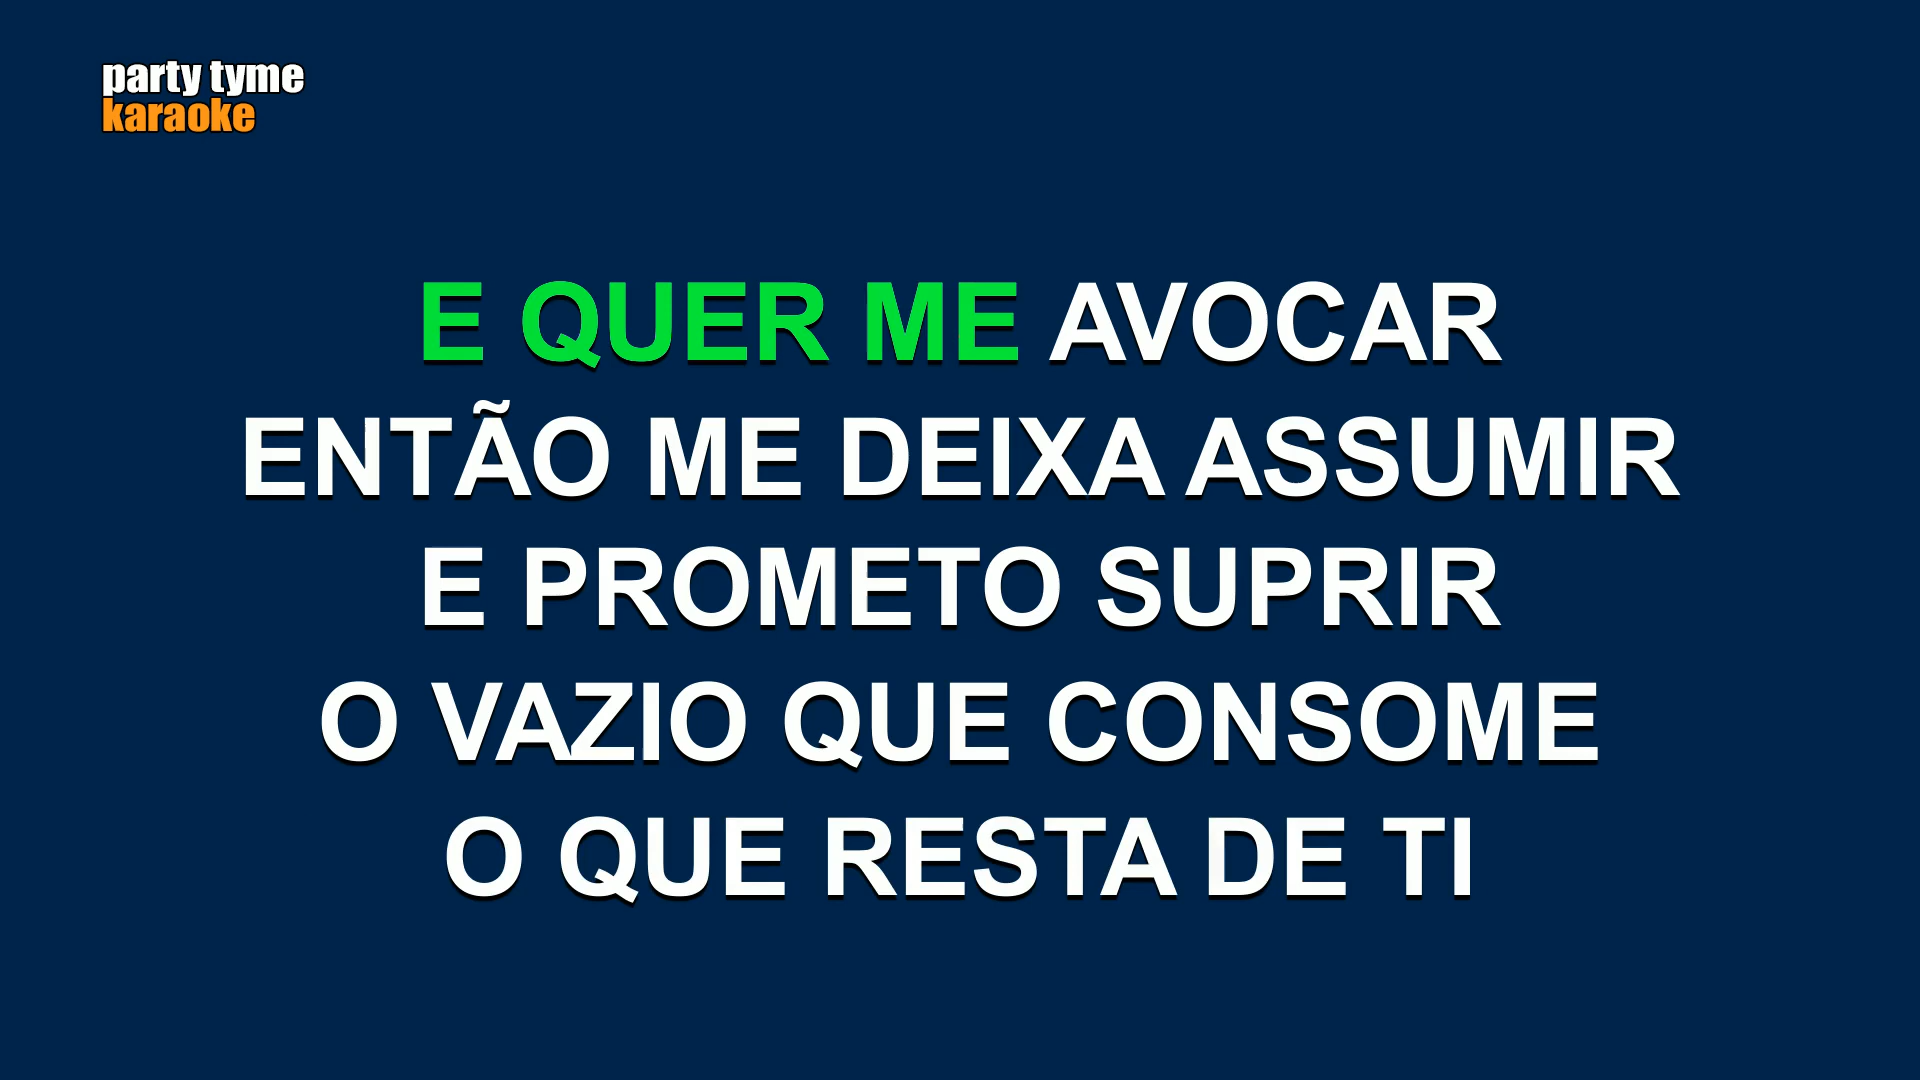 party tyme
karaoke
E QUER ME AVOCAR
ENTÃO ME DEIXA ASSUMIR
E PROMETO SUPRIR
O VAZIO QUE CONSOME
O QUE RESTA DE TI